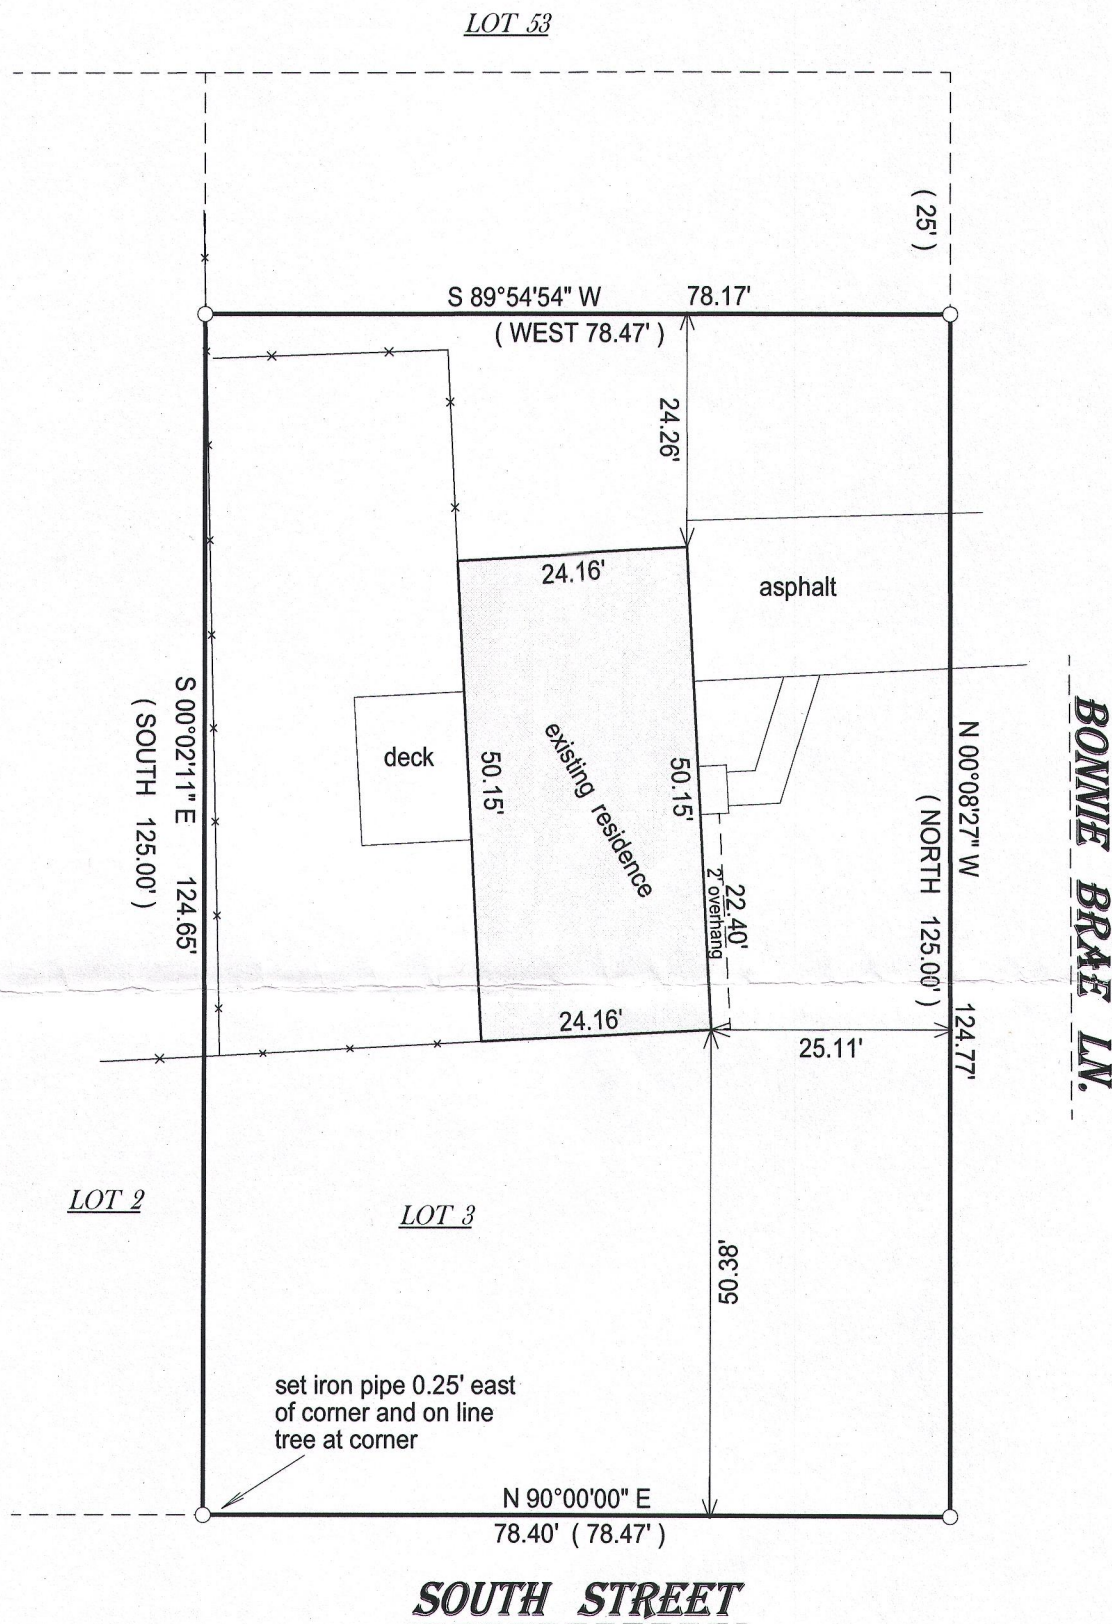 LOT 53
( 25' )
S 89°54'54" W 78.17'
( WEST 78.47' )
24.26'
24.16'
asphalt
existing residence
deck
50.15'
50.15'
S 00°02'11" E 124.65'
( SOUTH 125.00' )
N 00°08'27" W 124.77'
( NORTH 125.00' )
BONNIE BRAE LN.
22.40'
2' overhang
24.16'
25.11'
LOT 2
LOT 3
50.38'
set iron pipe 0.25' east
of corner and on line
tree at corner
N 90°00'00" E
78.40' ( 78.47' )
SOUTH STREET